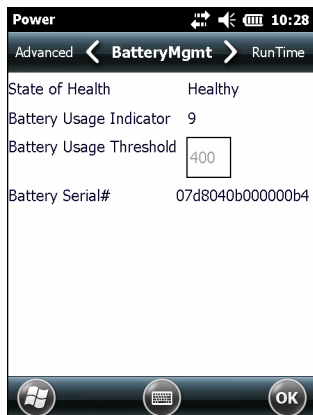 Power 10:28
Advanced BatteryMgmt RunTime
State of Health Healthy
Battery Usage Indicator 9
Battery Usage Threshold 400
Battery Serial# 07d8040b000000b4
OK